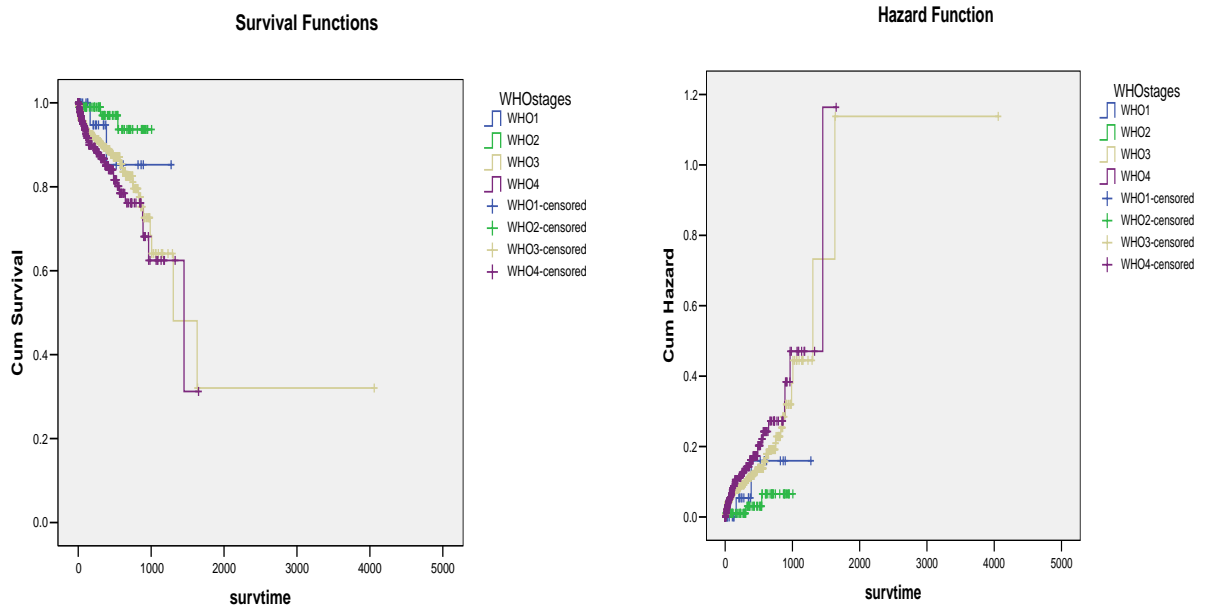 Survival Functions
Cum Survival
1.0
0.8
0.6
0.4
0.2
0.0
0
1000
2000
3000
4000
5000
survtime
WHOstages
WHO1
WHO2
WHO3
WHO4
WHO1-censored
WHO2-censored
WHO3-censored
WHO4-censored
Hazard Function
Cum Hazard
1.2
1.0
0.8
0.6
0.4
0.2
0.0
0
1000
2000
3000
4000
5000
survtime
WHOstages
WHO1
WHO2
WHO3
WHO4
WHO1-censored
WHO2-censored
WHO3-censored
WHO4-censored